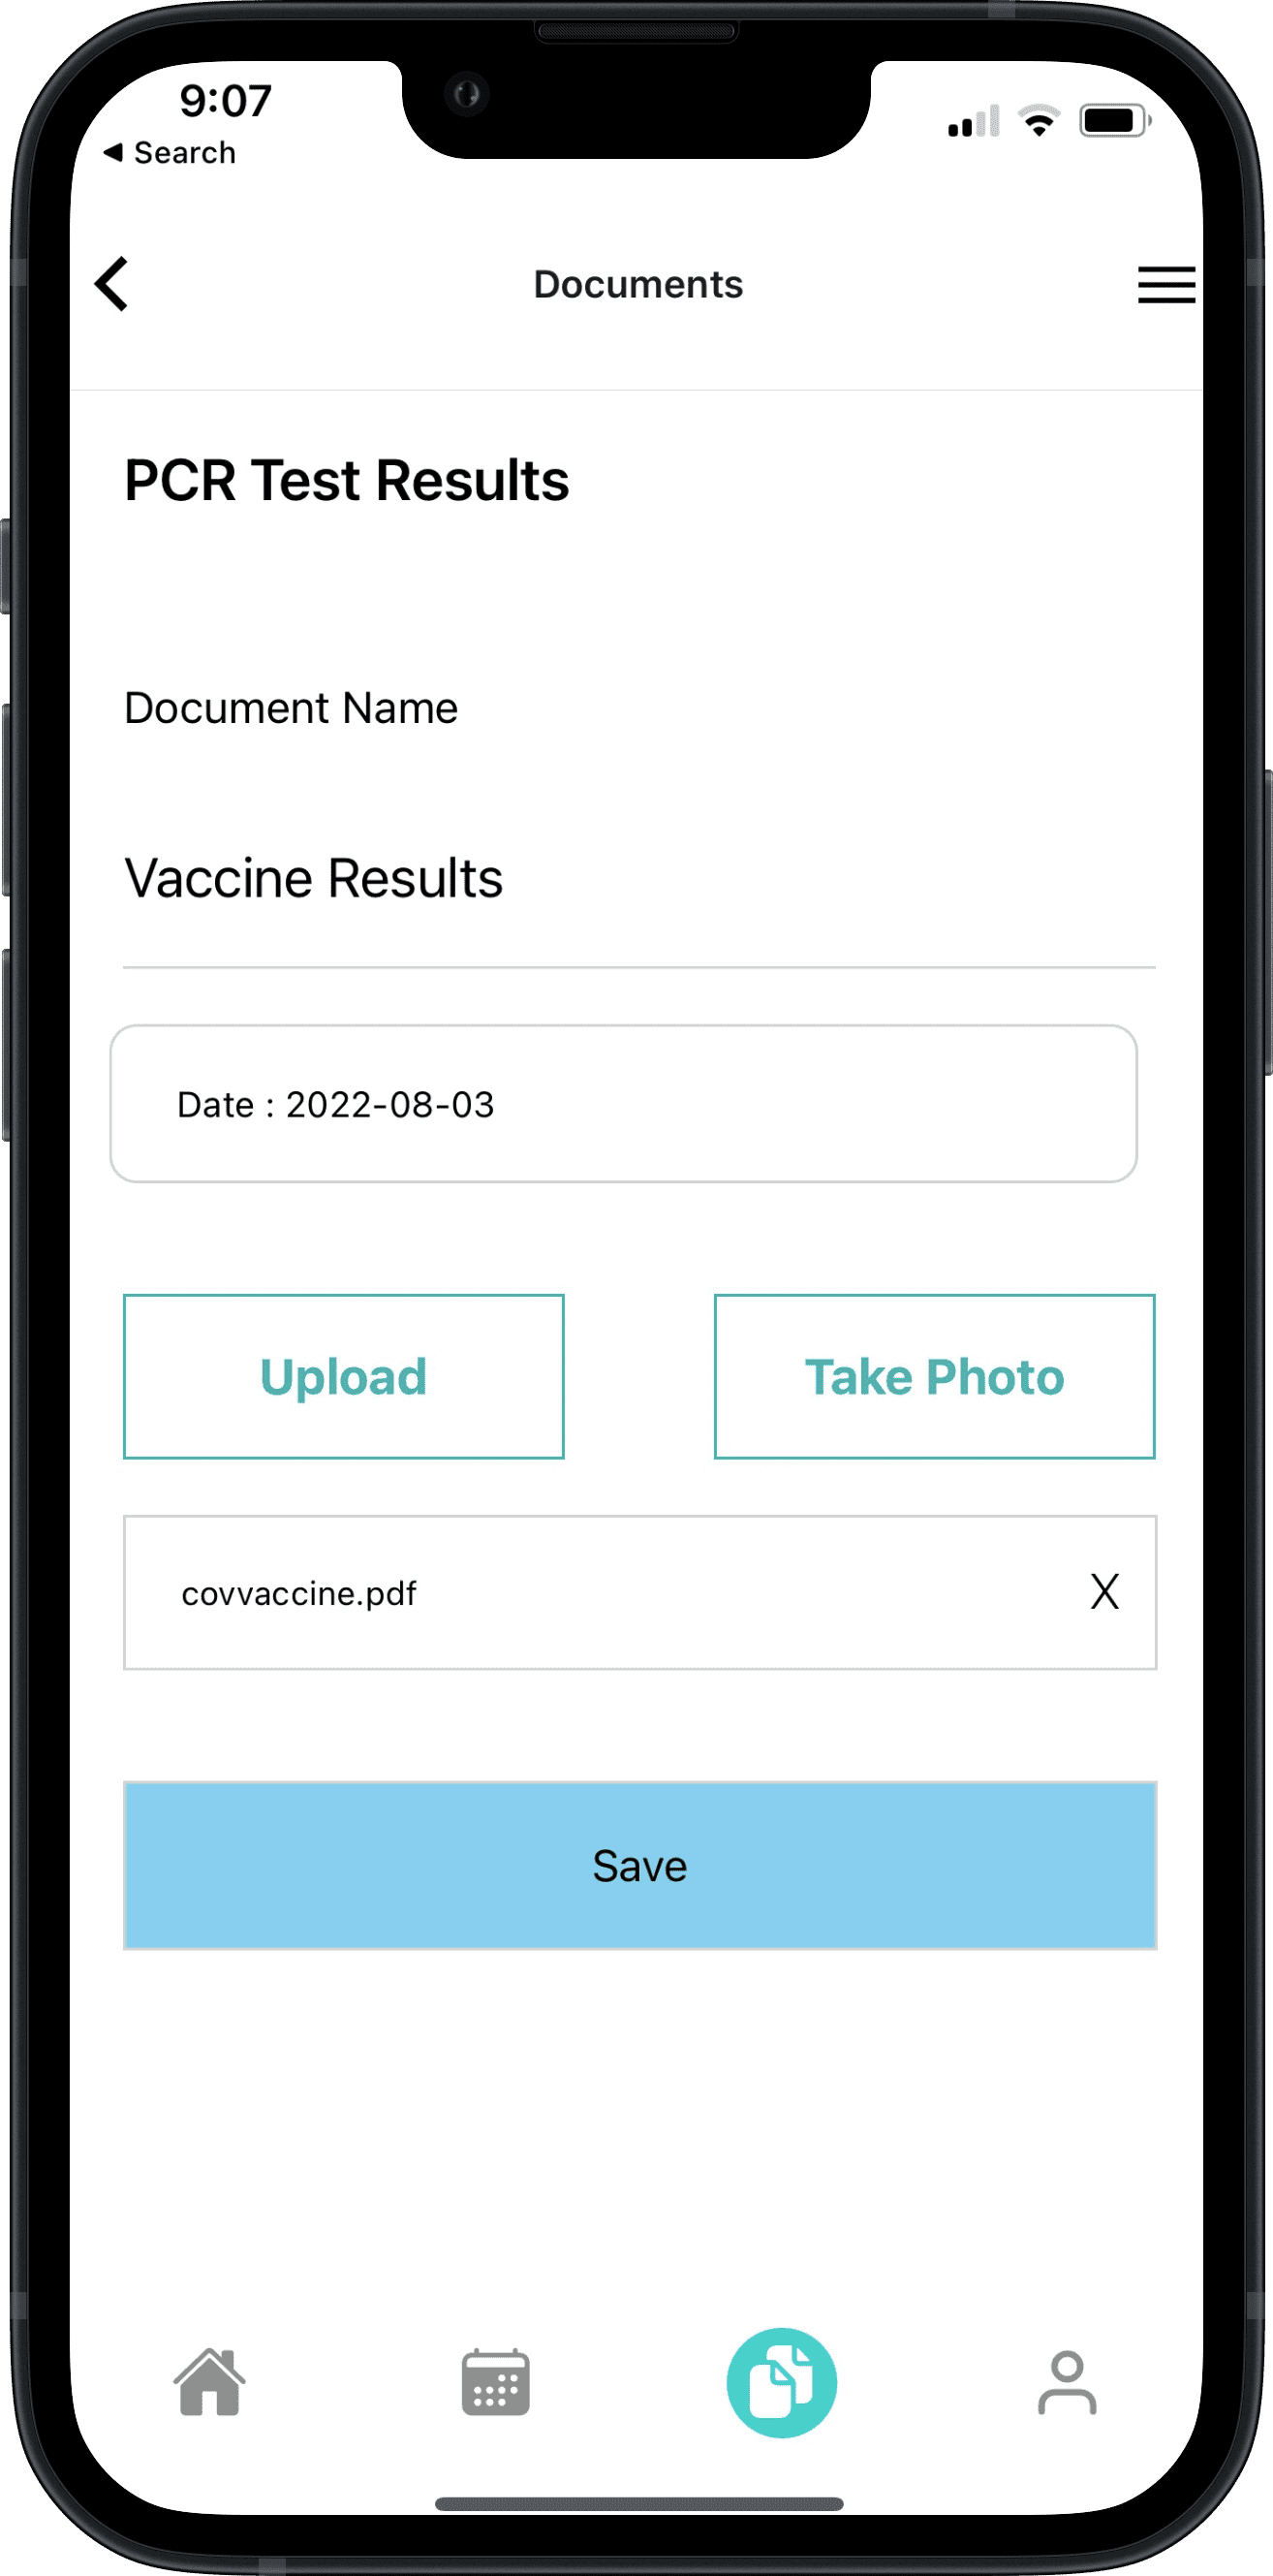 9:07
Search
Documents
PCR Test Results
Document Name
Vaccine Results
Date : 2022-08-03
Upload
Take Photo
covvaccine.pdf
X
Save